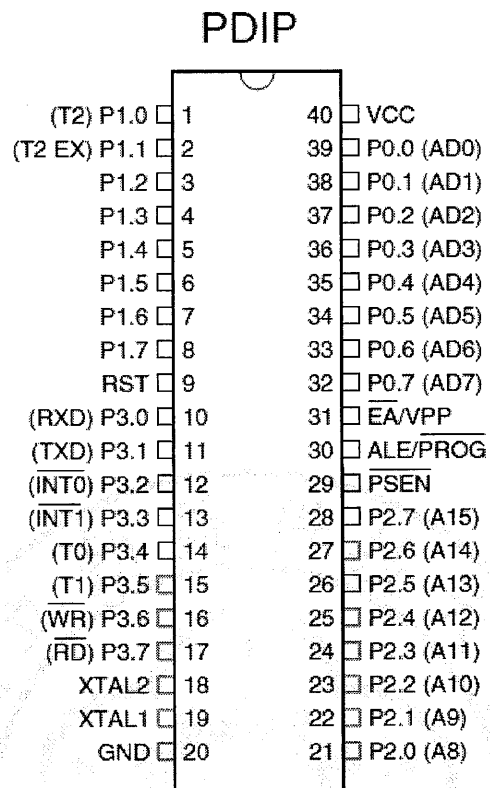 PDIP
(T2) P1.0 1 40 VCC
(T2 EX) P1.1 2 39 P0.0 (AD0)
P1.2 3 38 P0.1 (AD1)
P1.3 4 37 P0.2 (AD2)
P1.4 5 36 P0.3 (AD3)
P1.5 6 35 P0.4 (AD4)
P1.6 7 34 P0.5 (AD5)
P1.7 8 33 P0.6 (AD6)
RST 9 32 P0.7 (AD7)
(RXD) P3.0 10 31 E̅A̅/VPP
(TXD) P3.1 11 30 ALE/P̅R̅O̅G̅
(I̅N̅T̅0̅) P3.2 12 29 P̅S̅E̅N̅
(I̅N̅T̅1̅) P3.3 13 28 P2.7 (A15)
(T0) P3.4 14 27 P2.6 (A14)
(T1) P3.5 15 26 P2.5 (A13)
(W̅R̅) P3.6 16 25 P2.4 (A12)
(R̅D̅) P3.7 17 24 P2.3 (A11)
XTAL2 18 23 P2.2 (A10)
XTAL1 19 22 P2.1 (A9)
GND 20 21 P2.0 (A8)